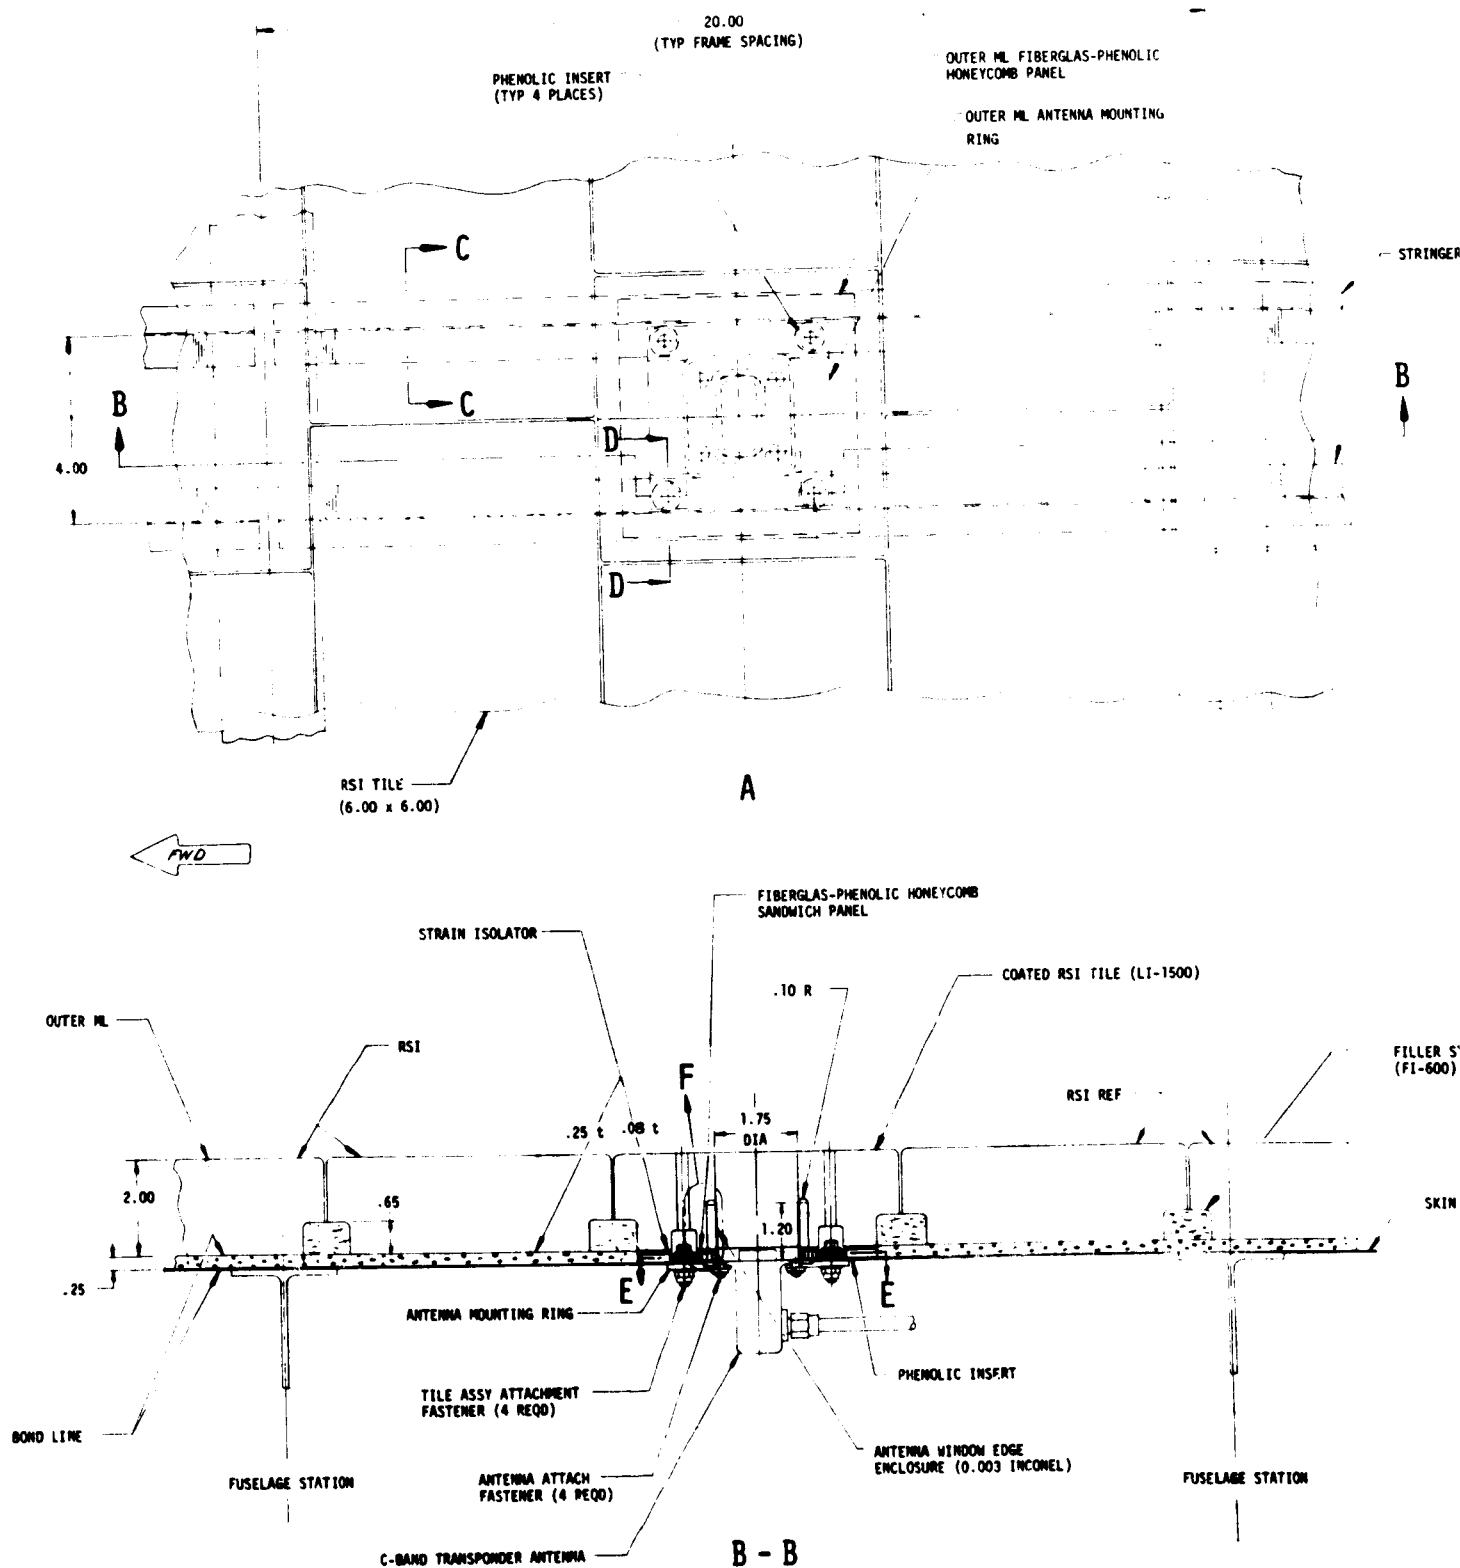 20.00
(TYP FRAME SPACING)
PHENOLIC INSERT
(TYP 4 PLACES)
OUTER ML FIBERGLAS-PHENOLIC
HONEYCOMB PANEL
OUTER ML ANTENNA MOUNTING
RING
C
STRINGER
C
B
B
D
4.00
D
RSI TILE
(6.00 x 6.00)
A
FWD
FIBERGLAS-PHENOLIC HONEYCOMB
SANDWICH PANEL
STRAIN ISOLATOR
COATED RSI TILE (LI-1500)
.10 R
OUTER ML
RSI
FILLER
(FI-600)
F
RSI REF
.25 t
.08 t
1.75
DIA
2.00
.65
1.20
SKIN
.25
E
E
ANTENNA MOUNTING RING
PHENOLIC INSERT
TILE ASSY ATTACHMENT
FASTENER (4 REQD)
BOND LINE
ANTENNA WINDOW EDGE
ENCLOSURE (0.003 INCONEL)
FUSELAGE STATION
ANTENNA ATTACH
FASTENER (4 REQD)
FUSELAGE STATION
C-BAND TRANSPONDER ANTENNA
B - B